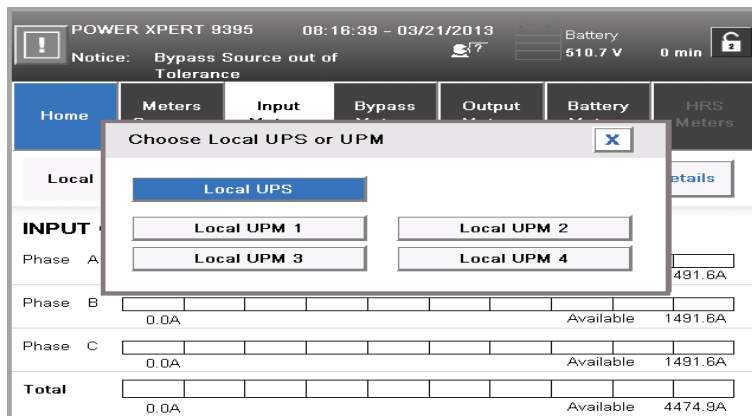 POWER XPERT 9395 08:16:39 - 03/21/2013 Battery
! Notice: Bypass Source out of Tolerance 510.7 V 0 min 2
Home Meters Input Bypass Output Battery HRS Meters
Choose Local UPS or UPM X
Local etails
Local UPS
INPUT Local UPM 1 Local UPM 2
Phase A Local UPM 3 Local UPM 4
491.6A
Phase B
0.0A Available 1491.6A
Phase C
0.0A Available 1491.6A
Total
0.0A Available 4474.9A